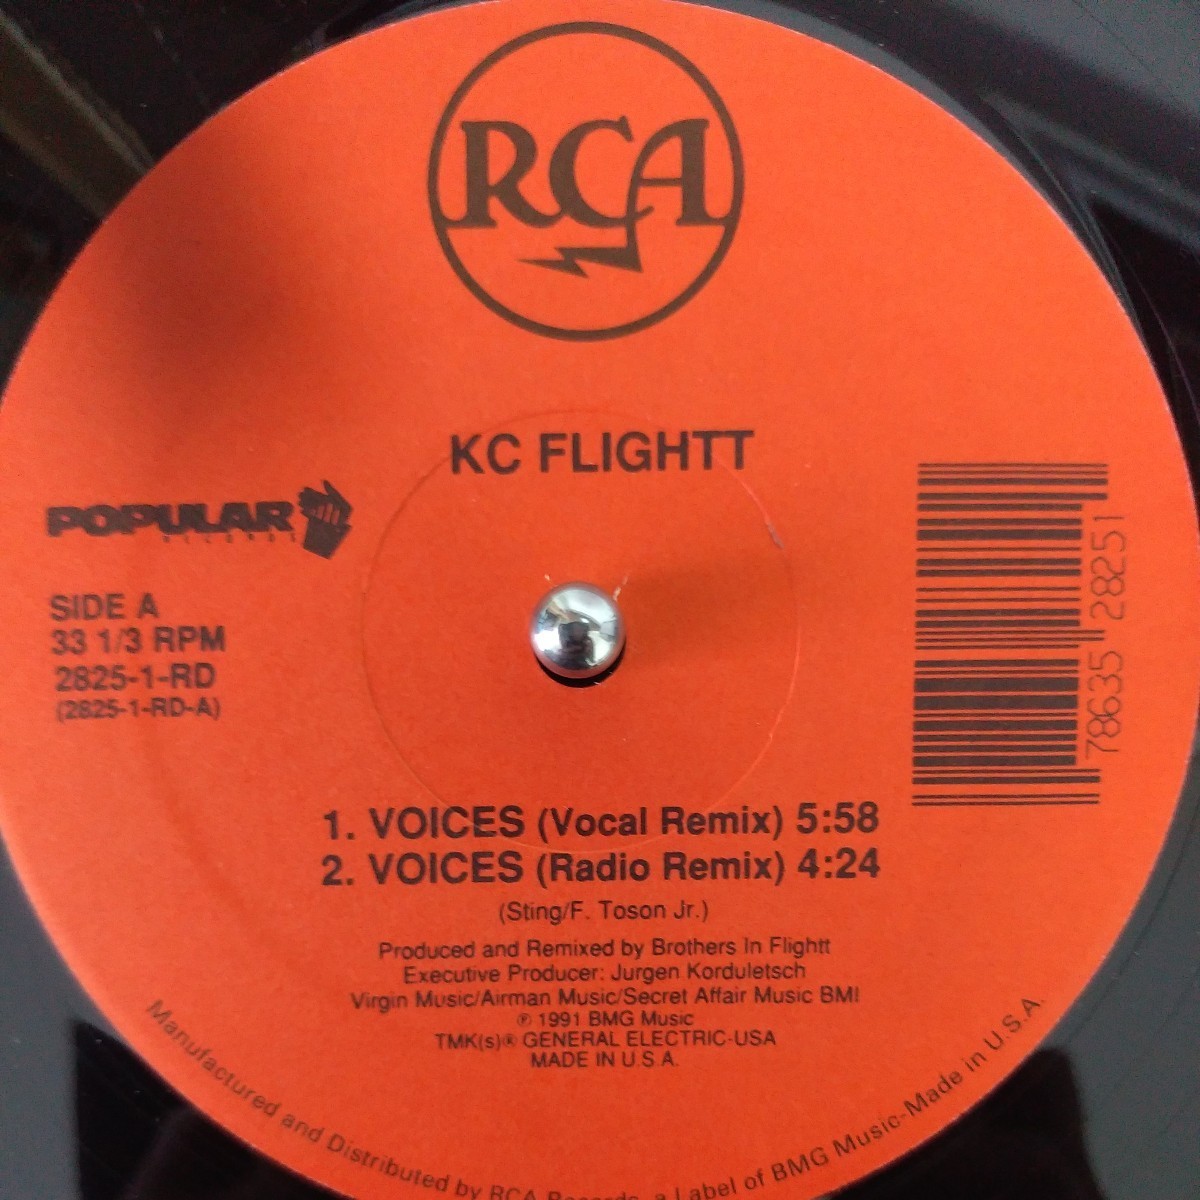 RCA
KC FLIGHTT
POPULAR
RECORDS
SIDE A
33 1/3 RPM
2825-1-RD
(2825-1-RD-A)
78635 28251
1. VOICES (Vocal Remix) 5:58
2. VOICES (Radio Remix) 4:24
(Sting/F. Toson Jr.)
Produced and Remixed by Brothers In Flightt
Executive Producer: Jurgen Korduletsch
Virgin Music/Airman Music/Secret Affair Music BMI
℗ 1991 BMG Music
TMK(s)® GENERAL ELECTRIC-USA
MADE IN U.S.A.
Manufactured and Distributed by RCA Records, a Label of BMG Music-Made in U.S.A.